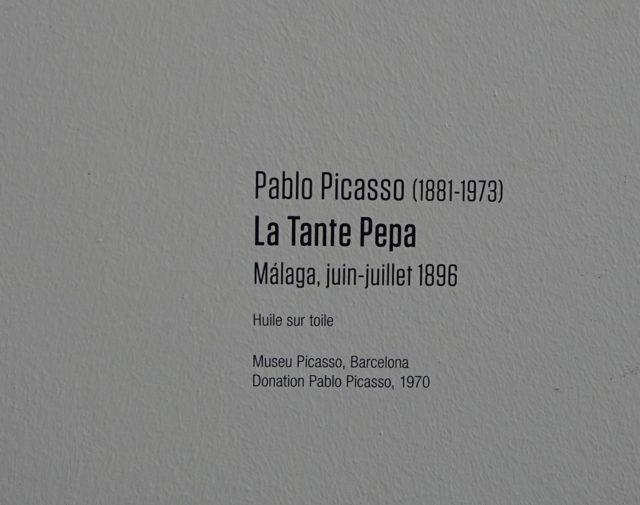 Pablo Picasso (1881-1973)
La Tante Pepa
Málaga, juin-juillet 1896
Huile sur toile
Museu Picasso, Barcelona
Donation Pablo Picasso, 1970